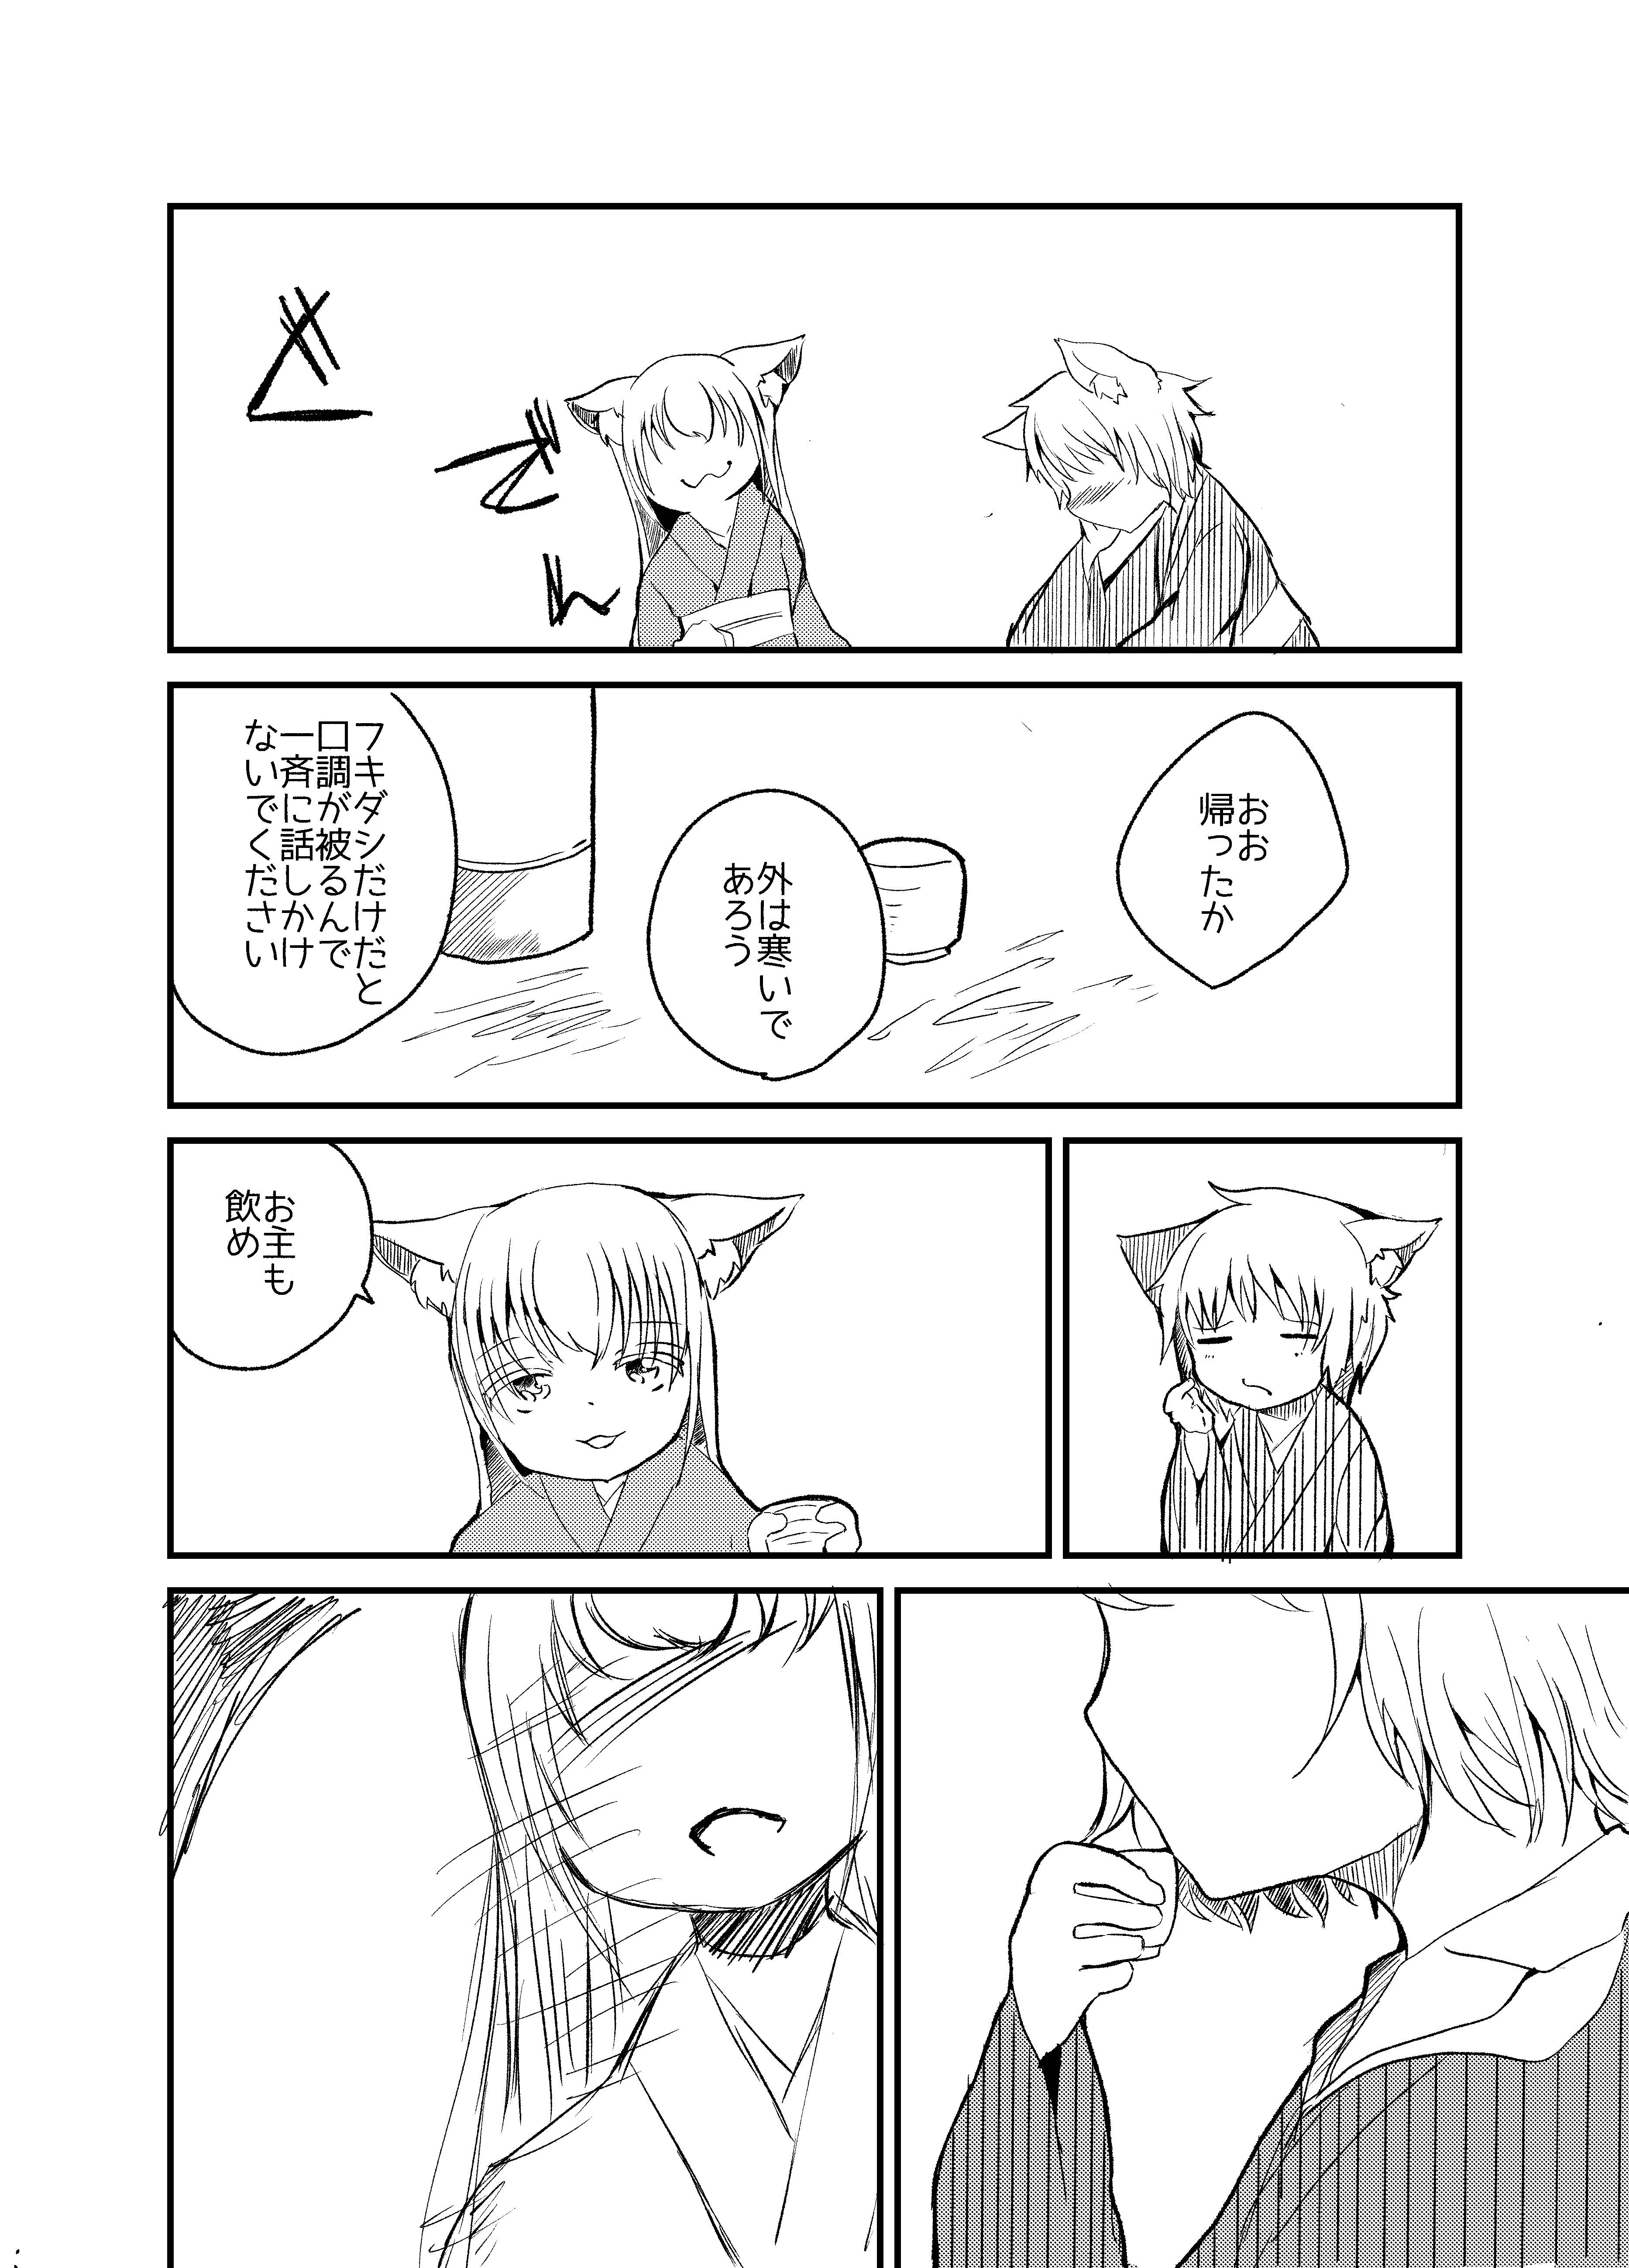 どでん
おお
帰ったか
外は寒いで
あろう
フキダシだけだと
口調が被るんで
一斉に話しかけ
ないでください
お主も
飲め